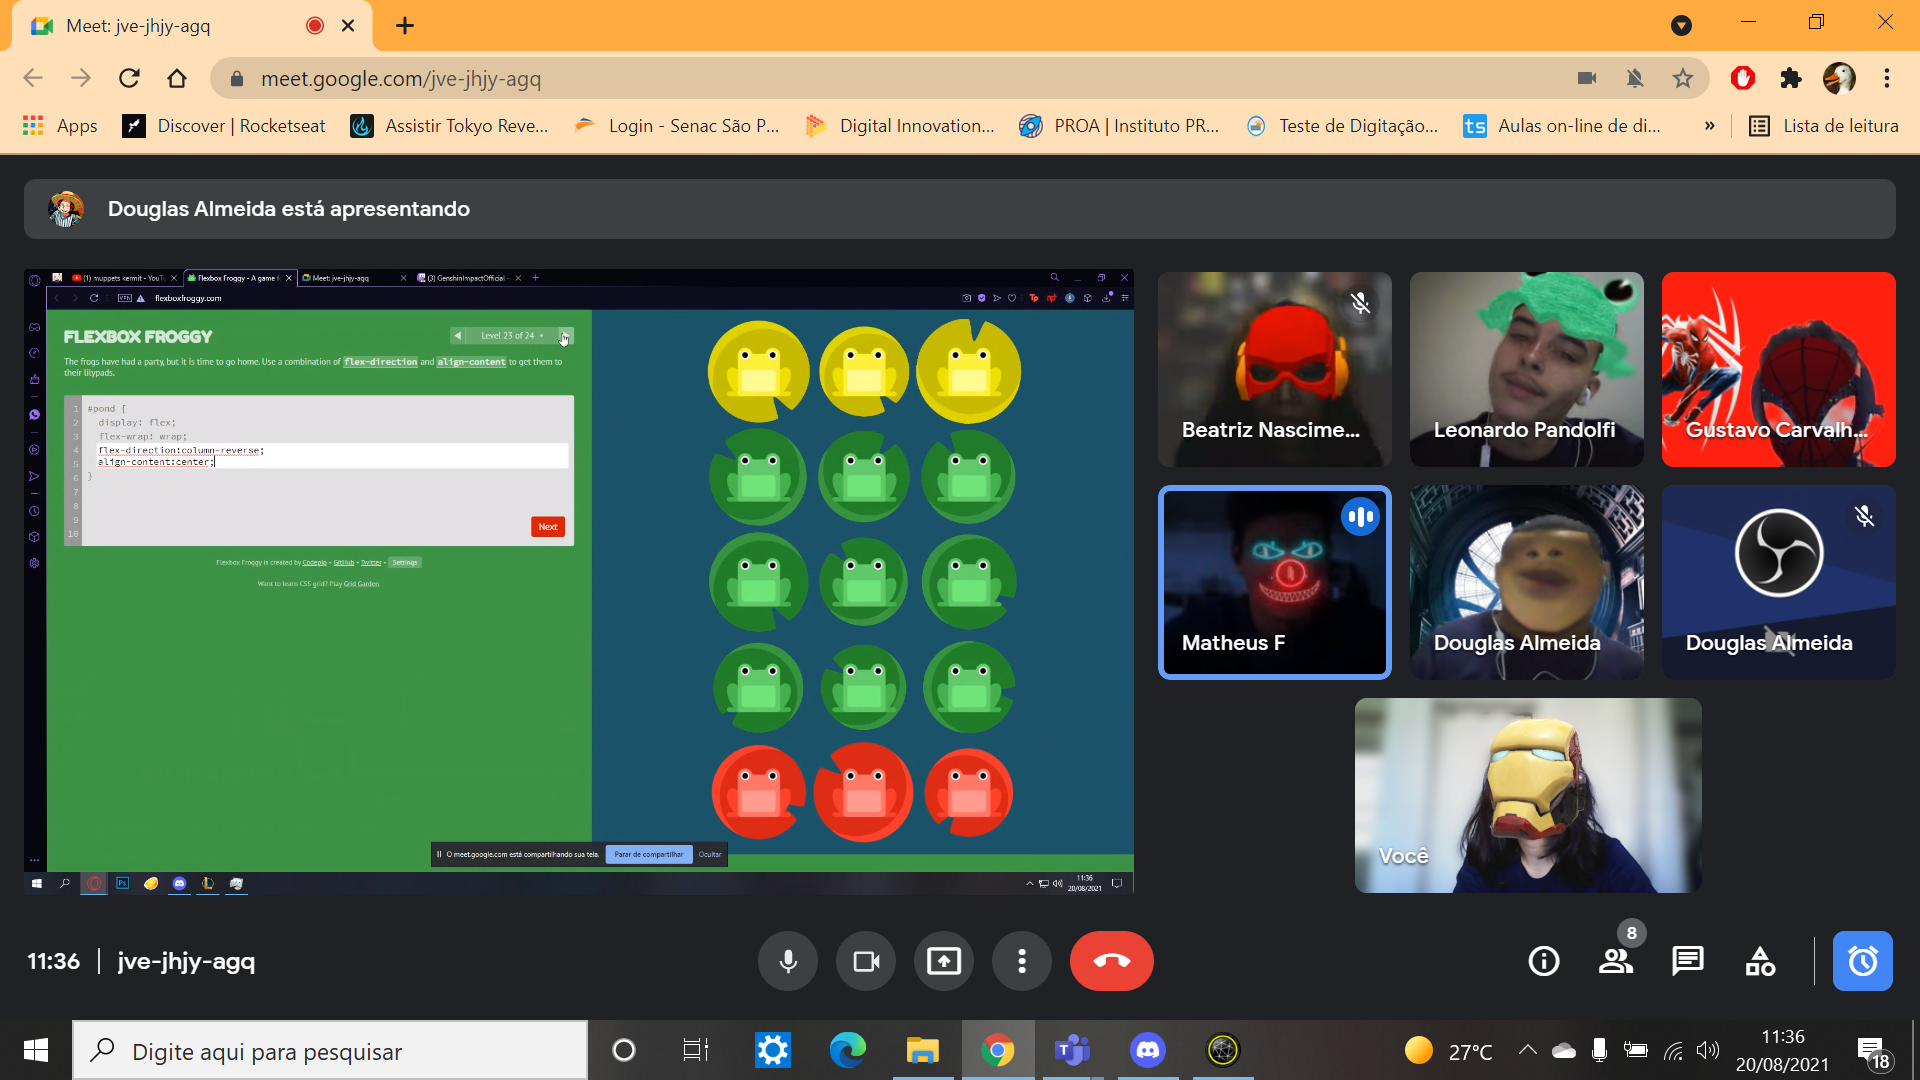 Meet: jve-jhjy-agq
meet.google.com/jve-jhjy-agq
Apps
Discover | Rocketseat
Assistir Tokyo Reve...
Login - Senac São P...
Digital Innovation...
PROA | Instituto PR...
Teste de Digitação...
ts
Aulas on-line de di...
»
Lista de leitura
Douglas Almeida está apresentando
(1) muppets kermit - YouTu
Flexbox Froggy - A game f
Meet: jve-jhjy-agq
(3) GenshinImpactOfficial -
VPN
flexboxfroggy.com
FLEXBOX FROGGY
Level 23 of 24
The frogs have had a party, but it is time to go home. Use a combination of flex-direction and align-content to get them to
their lilypads.
1 #pond {
2 display: flex;
3 flex-wrap: wrap;
4 flex-direction:column-reverse;
5 align-content:center;
6 }
7
8
9
10
Next
Flexbox Froggy is created by Codepip • GitHub • Twitter • Settings
Want to learn CSS grid? Play Grid Garden.
O meet.google.com está compartilhando sua tela.
Parar de compartilhar
Ocultar
Ps
11:36
20/08/2021
Beatriz Nascime...
Leonardo Pandolfi
Gustavo Carvalh...
Matheus F
Douglas Almeida
Douglas Almeida
Você
11:36 | jve-jhjy-agq
8
Digite aqui para pesquisar
27°C
11:36
20/08/2021
18